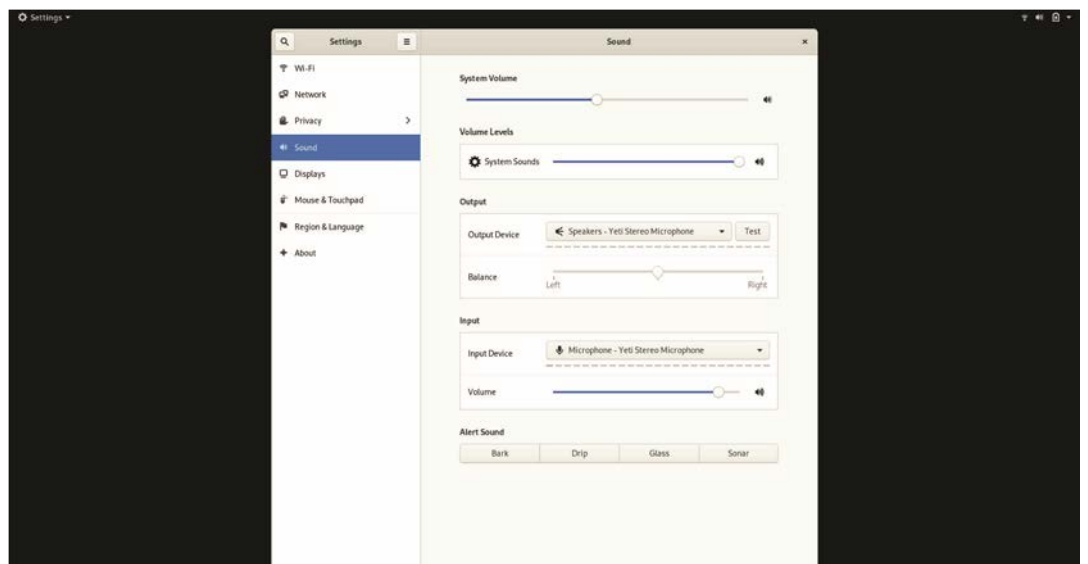 Settings
Settings
Sound
Wi-Fi
Network
Privacy
Sound
Displays
Mouse & Touchpad
Region & Language
About
System Volume
Volume Levels
System Sounds
Output
Output Device
Speakers - Yeti Stereo Microphone
Test
Balance
Left
Right
Input
Input Device
Microphone - Yeti Stereo Microphone
Volume
Alert Sound
Bark
Drip
Glass
Sonar